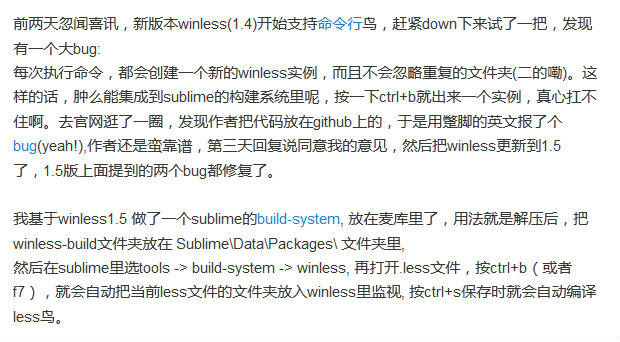 前两天忽闻喜讯，新版本winless(1.4)开始支持命令行鸟，赶紧down下来试了一把，发现
有一个大bug:
每次执行命令，都会创建一个新的winless实例，而且不会忽略重复的文件夹(二的嘞)。这
样的话，肿么能集成到sublime的构建系统里呢，按一下ctrl+b就出来一个实例，真心扛不
住啊。去官网逛了一圈，发现作者把代码放在github上的，于是用蹩脚的英文报了个
bug(yeah!),作者还是蛮靠谱，第三天回复说同意我的意见，然后把winless更新到1.5
了，1.5版上面提到的两个bug都修复了。
我基于winless1.5 做了一个sublime的build-system, 放在麦库里了，用法就是解压后，把
winless-build文件夹放在 Sublime\Data\Packages\ 文件夹里,
然后在sublime里选tools -> build-system -> winless, 再打开.less文件，按ctrl+b（或者
f7），就会自动把当前less文件的文件夹放入winless里监视, 按ctrl+s保存时就会自动编译
less鸟。